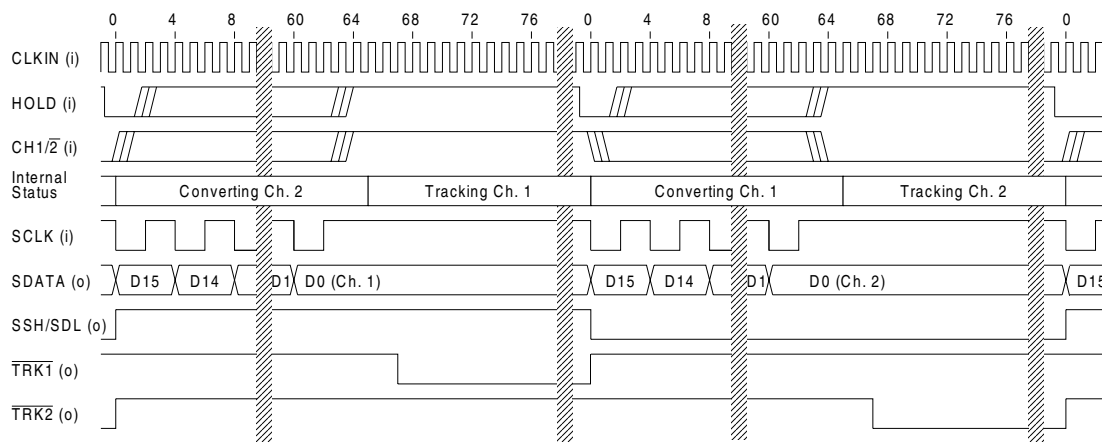 0 4 8 60 64 68 72 76 0 4 8 60 64 68 72 76 0
CLKIN (i)
HOLD (i)
CH1/2̅ (i)
Internal
Status
Converting Ch. 2 Tracking Ch. 1 Converting Ch. 1 Tracking Ch. 2
SCLK (i)
SDATA (o) D15 D14 D1 D0 (Ch. 1) D15 D14 D1 D0 (Ch. 2) D15
SSH/SDL (o)
T̅R̅K̅1̅ (o)
T̅R̅K̅2̅ (o)